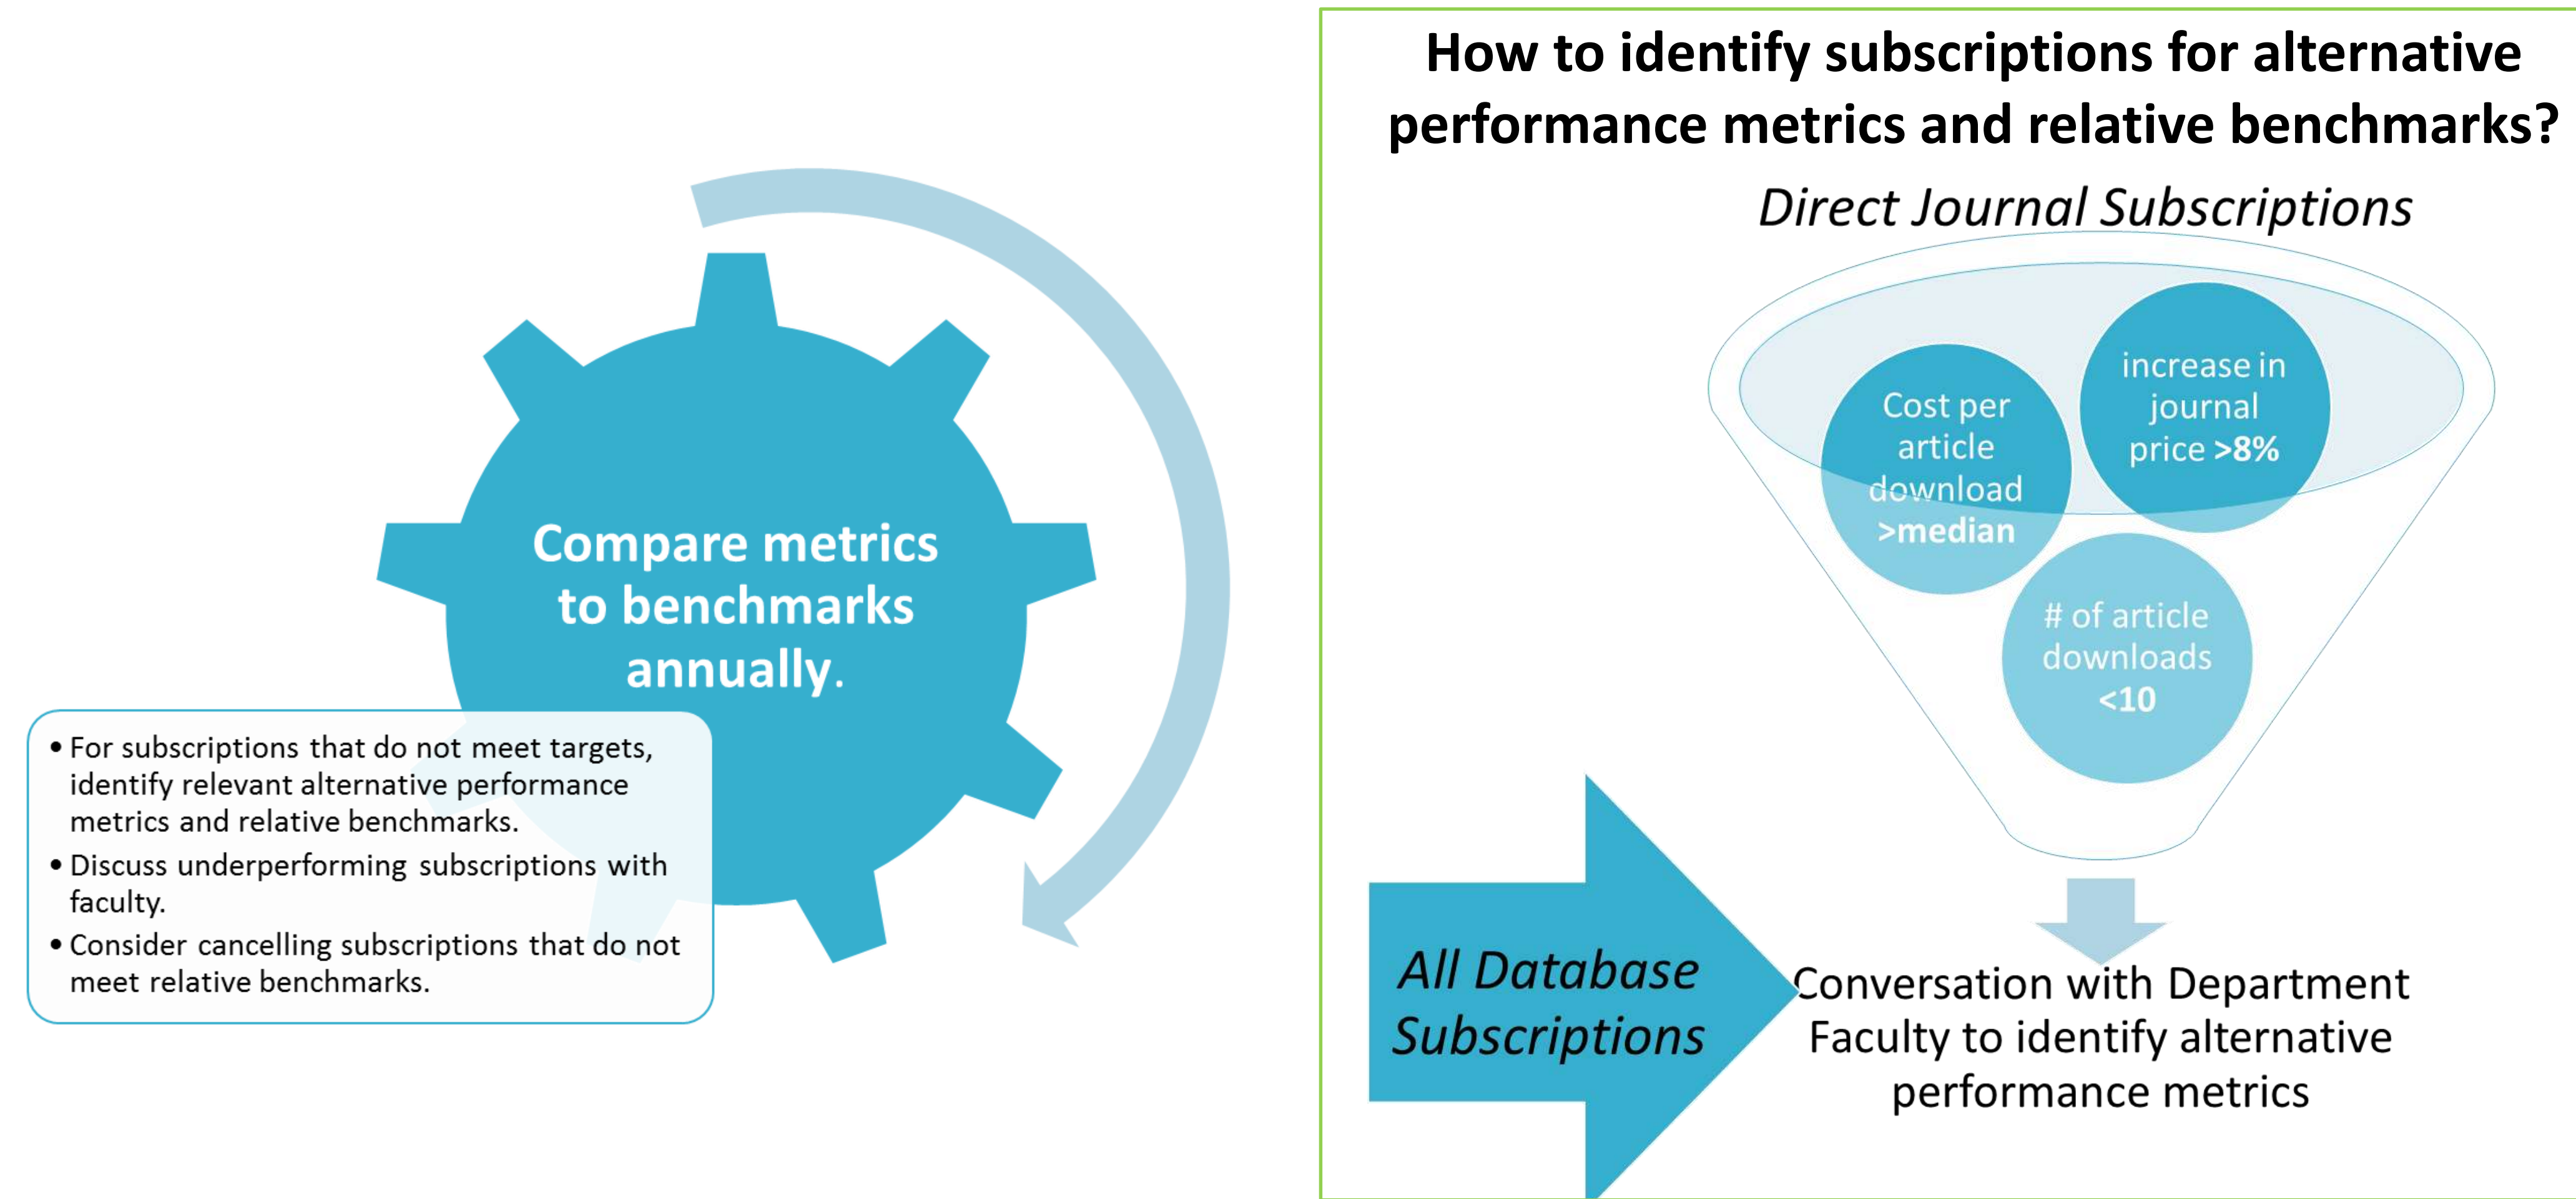 Compare metrics
to benchmarks
annually.
• For subscriptions that do not meet targets,
identify relevant alternative performance
metrics and relative benchmarks.
• Discuss underperforming subscriptions with
faculty.
• Consider cancelling subscriptions that do not
meet relative benchmarks.
How to identify subscriptions for alternative
performance metrics and relative benchmarks?
Direct Journal Subscriptions
Cost per
article
download
>median
increase in
journal
price >8%
# of article
downloads
<10
All Database
Subscriptions
Conversation with Department
Faculty to identify alternative
performance metrics